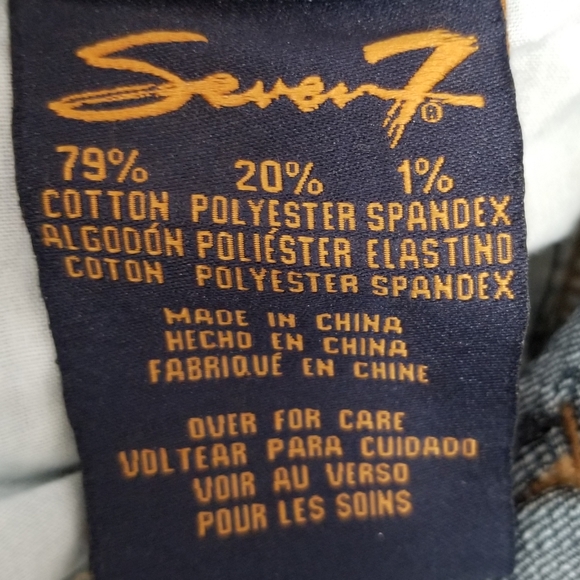 Seven7®
79% 20% 1%
COTTON POLYESTER SPANDEX
ALGODÓN POLIÉSTER ELASTINO
COTON POLYESTER SPANDEX
MADE IN CHINA
HECHO EN CHINA
FABRIQUÉ EN CHINE
OVER FOR CARE
VOLTEAR PARA CUIDADO
VOIR AU VERSO
POUR LES SOINS